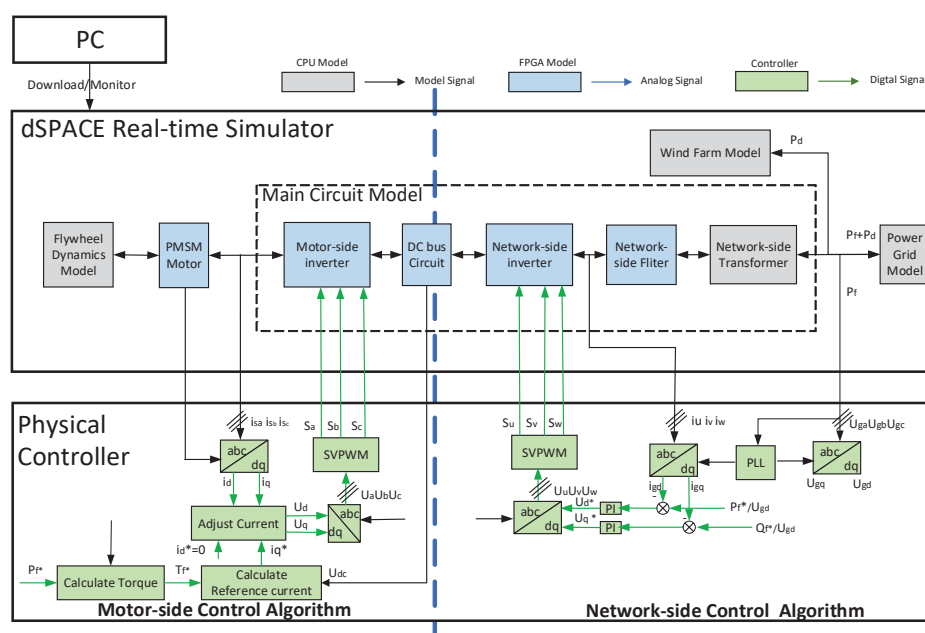 PC
Download/Monitor
CPU Model
Model Signal
FPGA Model
Analog Signal
Controller
Digtal Signal
dSPACE Real-time Simulator
Wind Farm Model
Pd
Main Circuit Model
Flywheel
Dynamics
Model
PMSM
Motor
Motor-side
inverter
DC bus
Circuit
Network-side
inverter
Network-
side Fliter
Network-side
Transformer
Pf+Pd
Power
Grid
Model
Pf
Physical
Controller
isa isb isc
Sa Sb Sc
Su Sv Sw
iu iv iw
UgaUgbUgc
abc
dq
SVPWM
SVPWM
abc
dq
PLL
abc
dq
id iq
UaUbUc
UuUvUw
igd igq
Ugq Ugd
Adjust Current
Ud
Uq
abc
dq
abc
dq
Ud*
Uq *
PI
PI
-
-
Pf*/Ugd
Qf*/Ugd
id*=0 iq*
Pf*
Calculate Torque
Tf*
Calculate
Reference current
Udc
Motor-side Control Algorithm
Network-side Control Algorithm